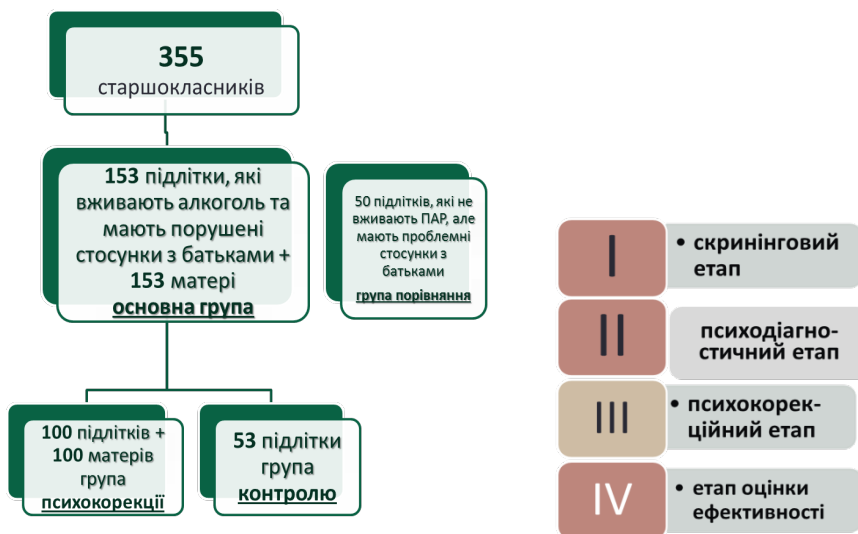 355
старшокласників
153 підлітки, які
вживають алкоголь та
мають порушені
стосунки з батьками +
153 матері
основна група
50 підлітків, які не
вживають ПАР, але
мають проблемні
стосунки з
батьками
група порівняння
100 підлітків +
100 матерів
група
психокорекції
53 підлітки
група
контролю
I
• скринінговий
етап
II
психодіагно-
стичний етап
III
• психокорек-
ційний етап
IV
• етап оцінки
ефективності